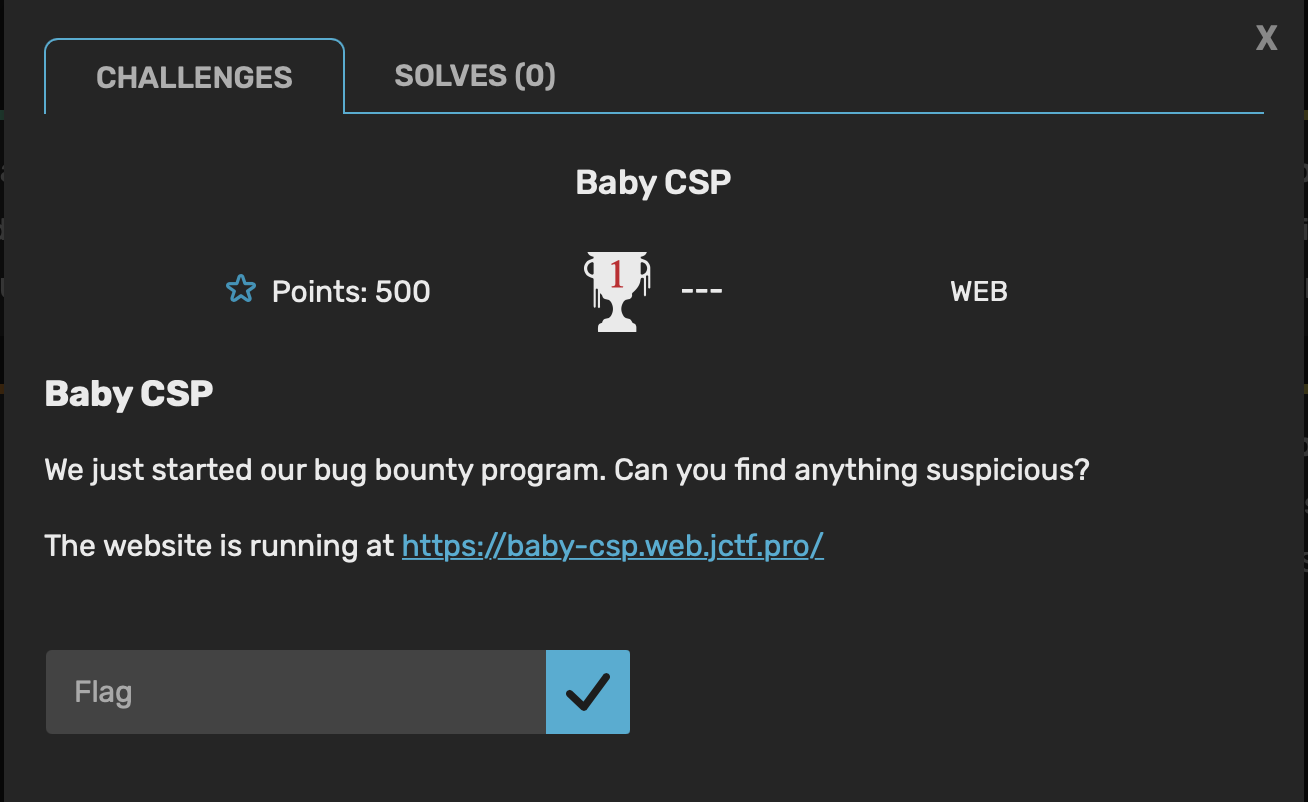 X
CHALLENGES
SOLVES (0)
Baby CSP
Points: 500
1
---
WEB
Baby CSP
We just started our bug bounty program. Can you find anything suspicious?
The website is running at https://baby-csp.web.jctf.pro/
Flag